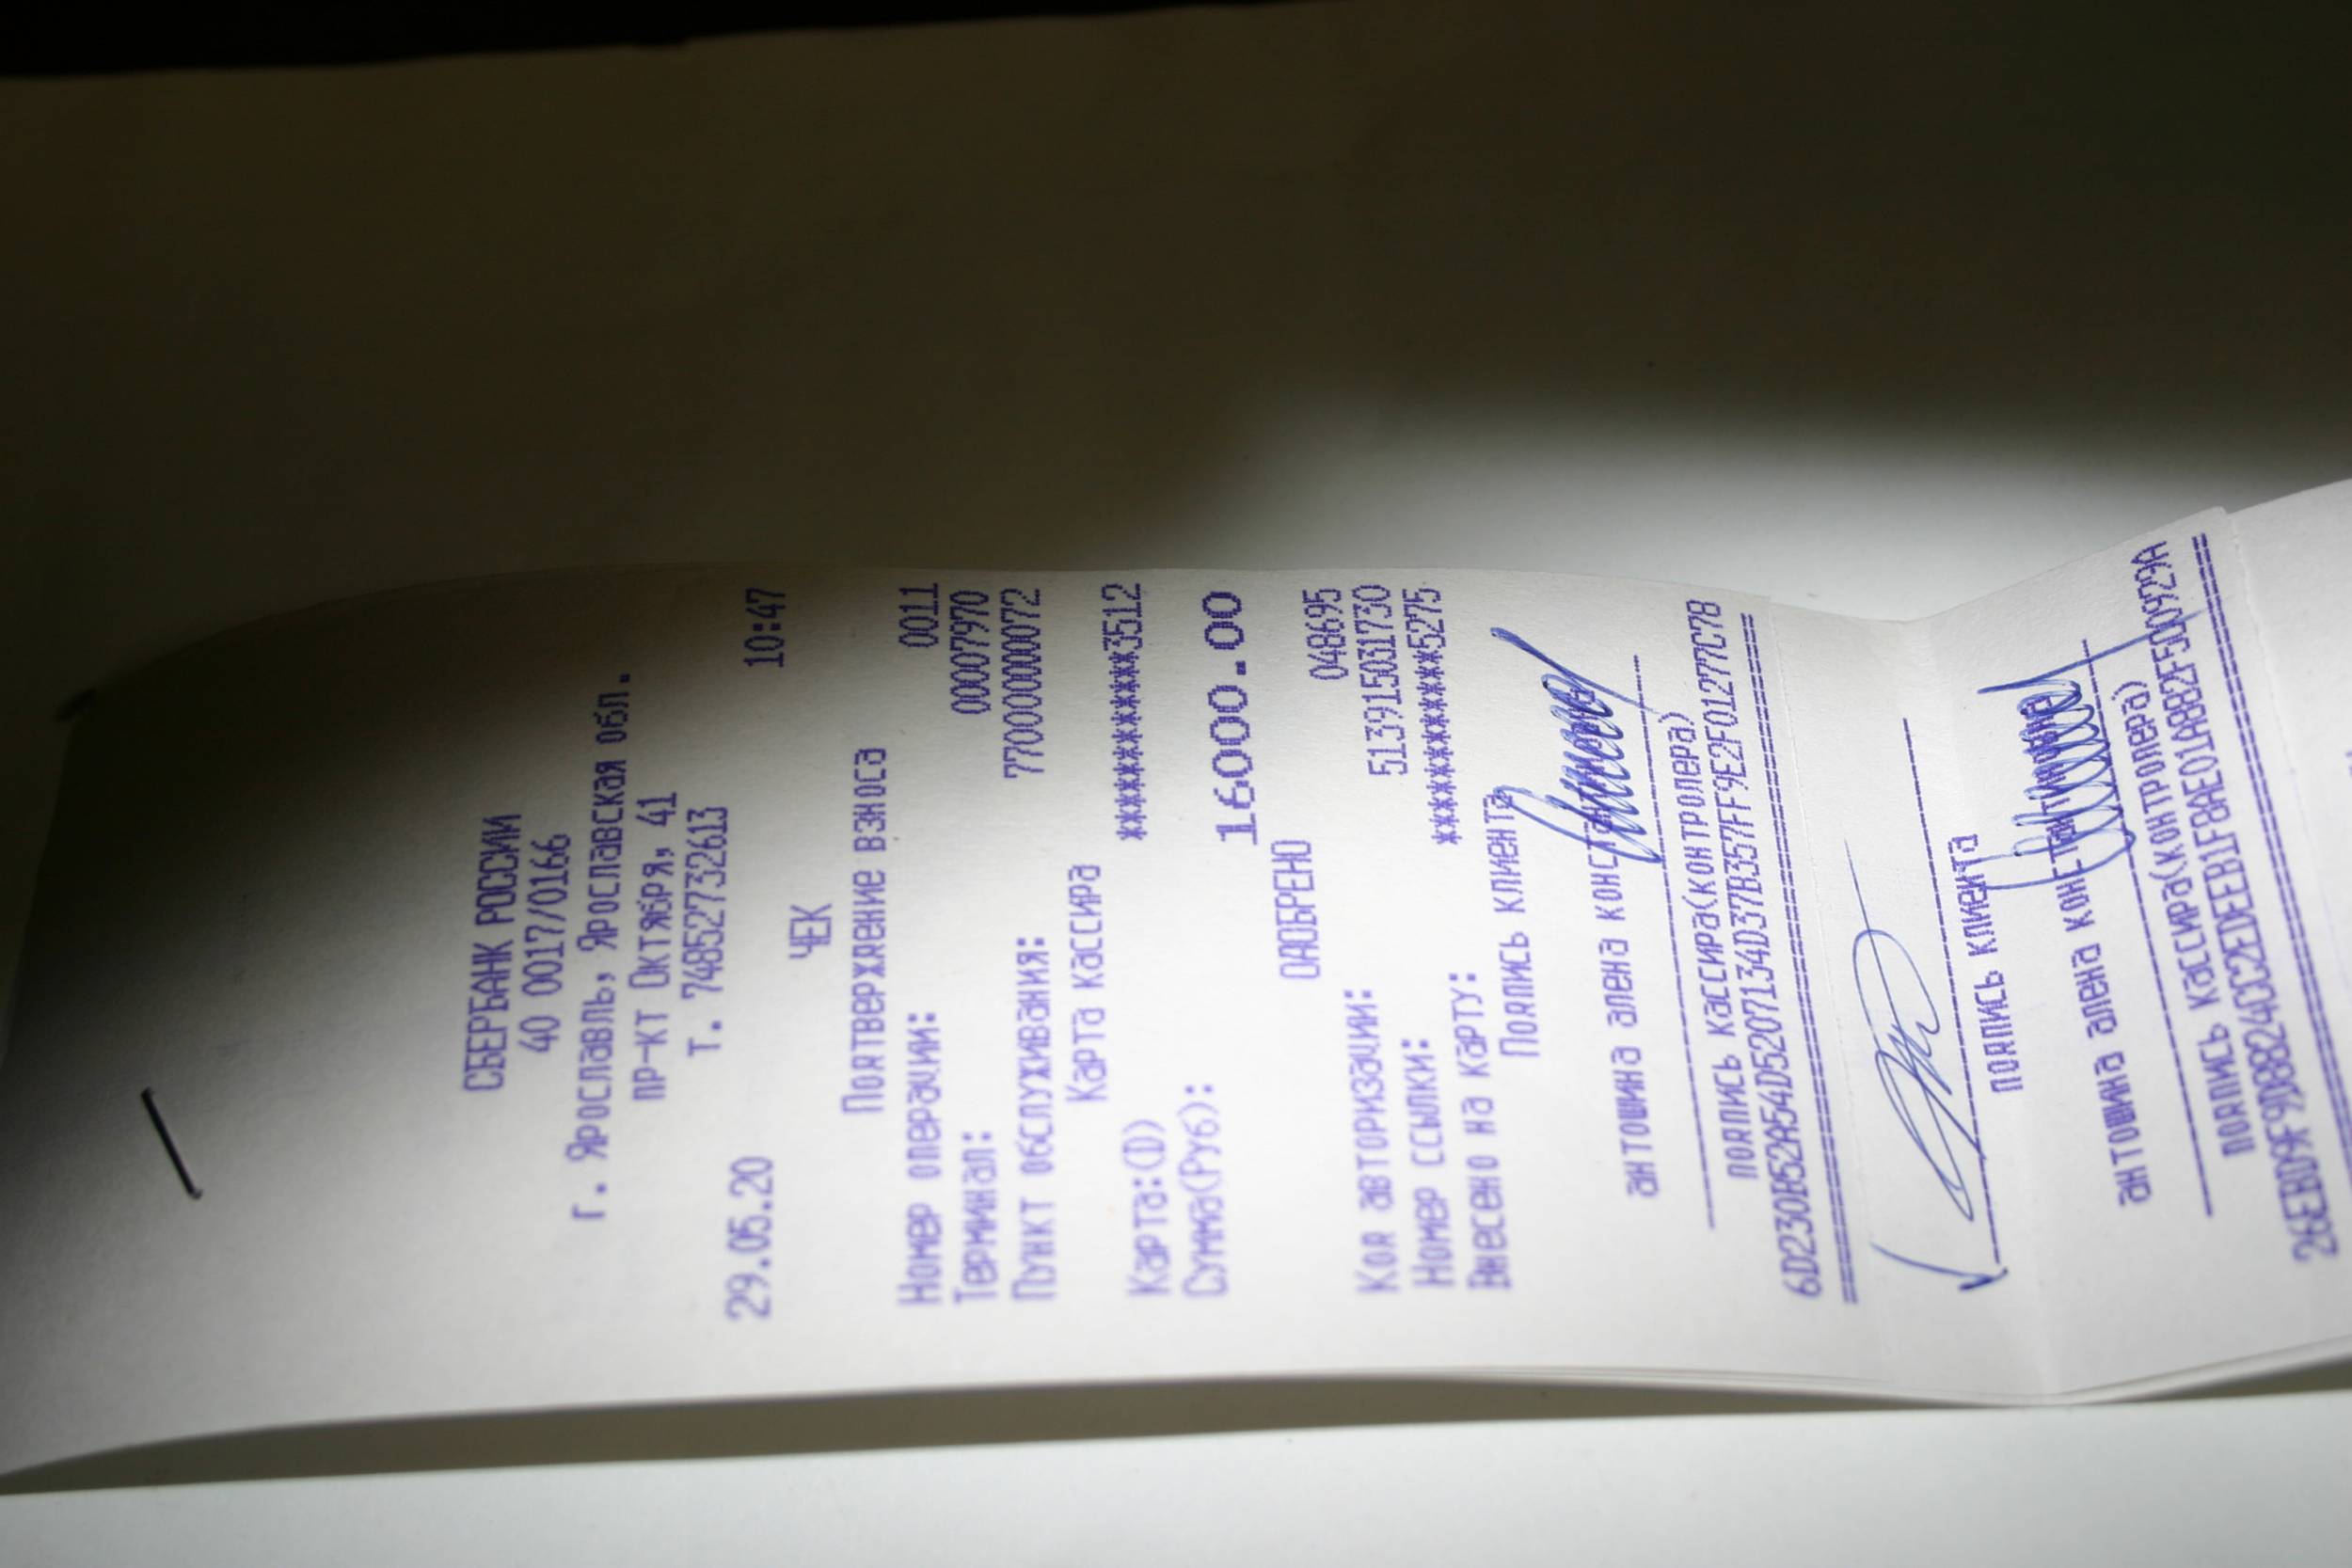 СБЕРБАНК РОССИИ
40 0017/0166
г. Ярославль, Ярославская обл.
пр-кт Октября, 41
т. 74852732613
29.05.20 10:47
ЧЕК
Подтверждение взноса
Номер операции: 0011
Терминал: 00007970
Пункт обслуживания: 770000000072
Карта кассира
Карта:(D) ************3512
Сумма(Руб): 16000.00
ОДОБРЕНО
Код авторизации: 048695
Номер ссылки: 513915031730
Внесено на карту: ************5275
Подпись клиента
антошина алена
подпись кассира(контролера)
6D230B52A54D5207134D37B357FF9E2F01277C78
подпись клиента
антошина алена
подпись кассира(контролера)